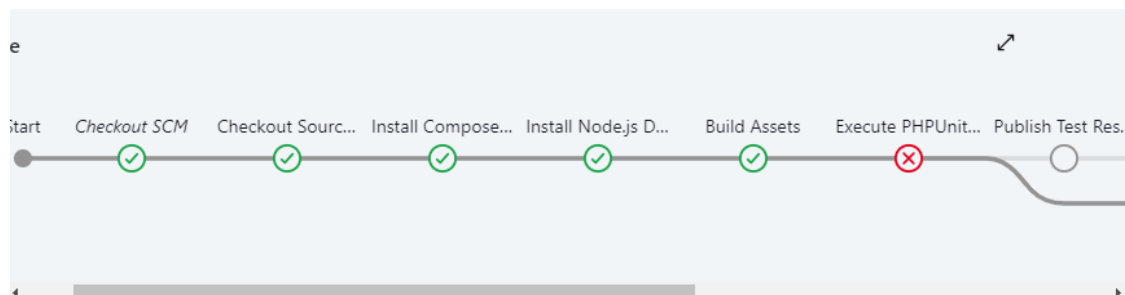 e
Start
Checkout SCM
Checkout Sourc...
Install Compose...
Install Node.js D...
Build Assets
Execute PHPUnit...
Publish Test Res.